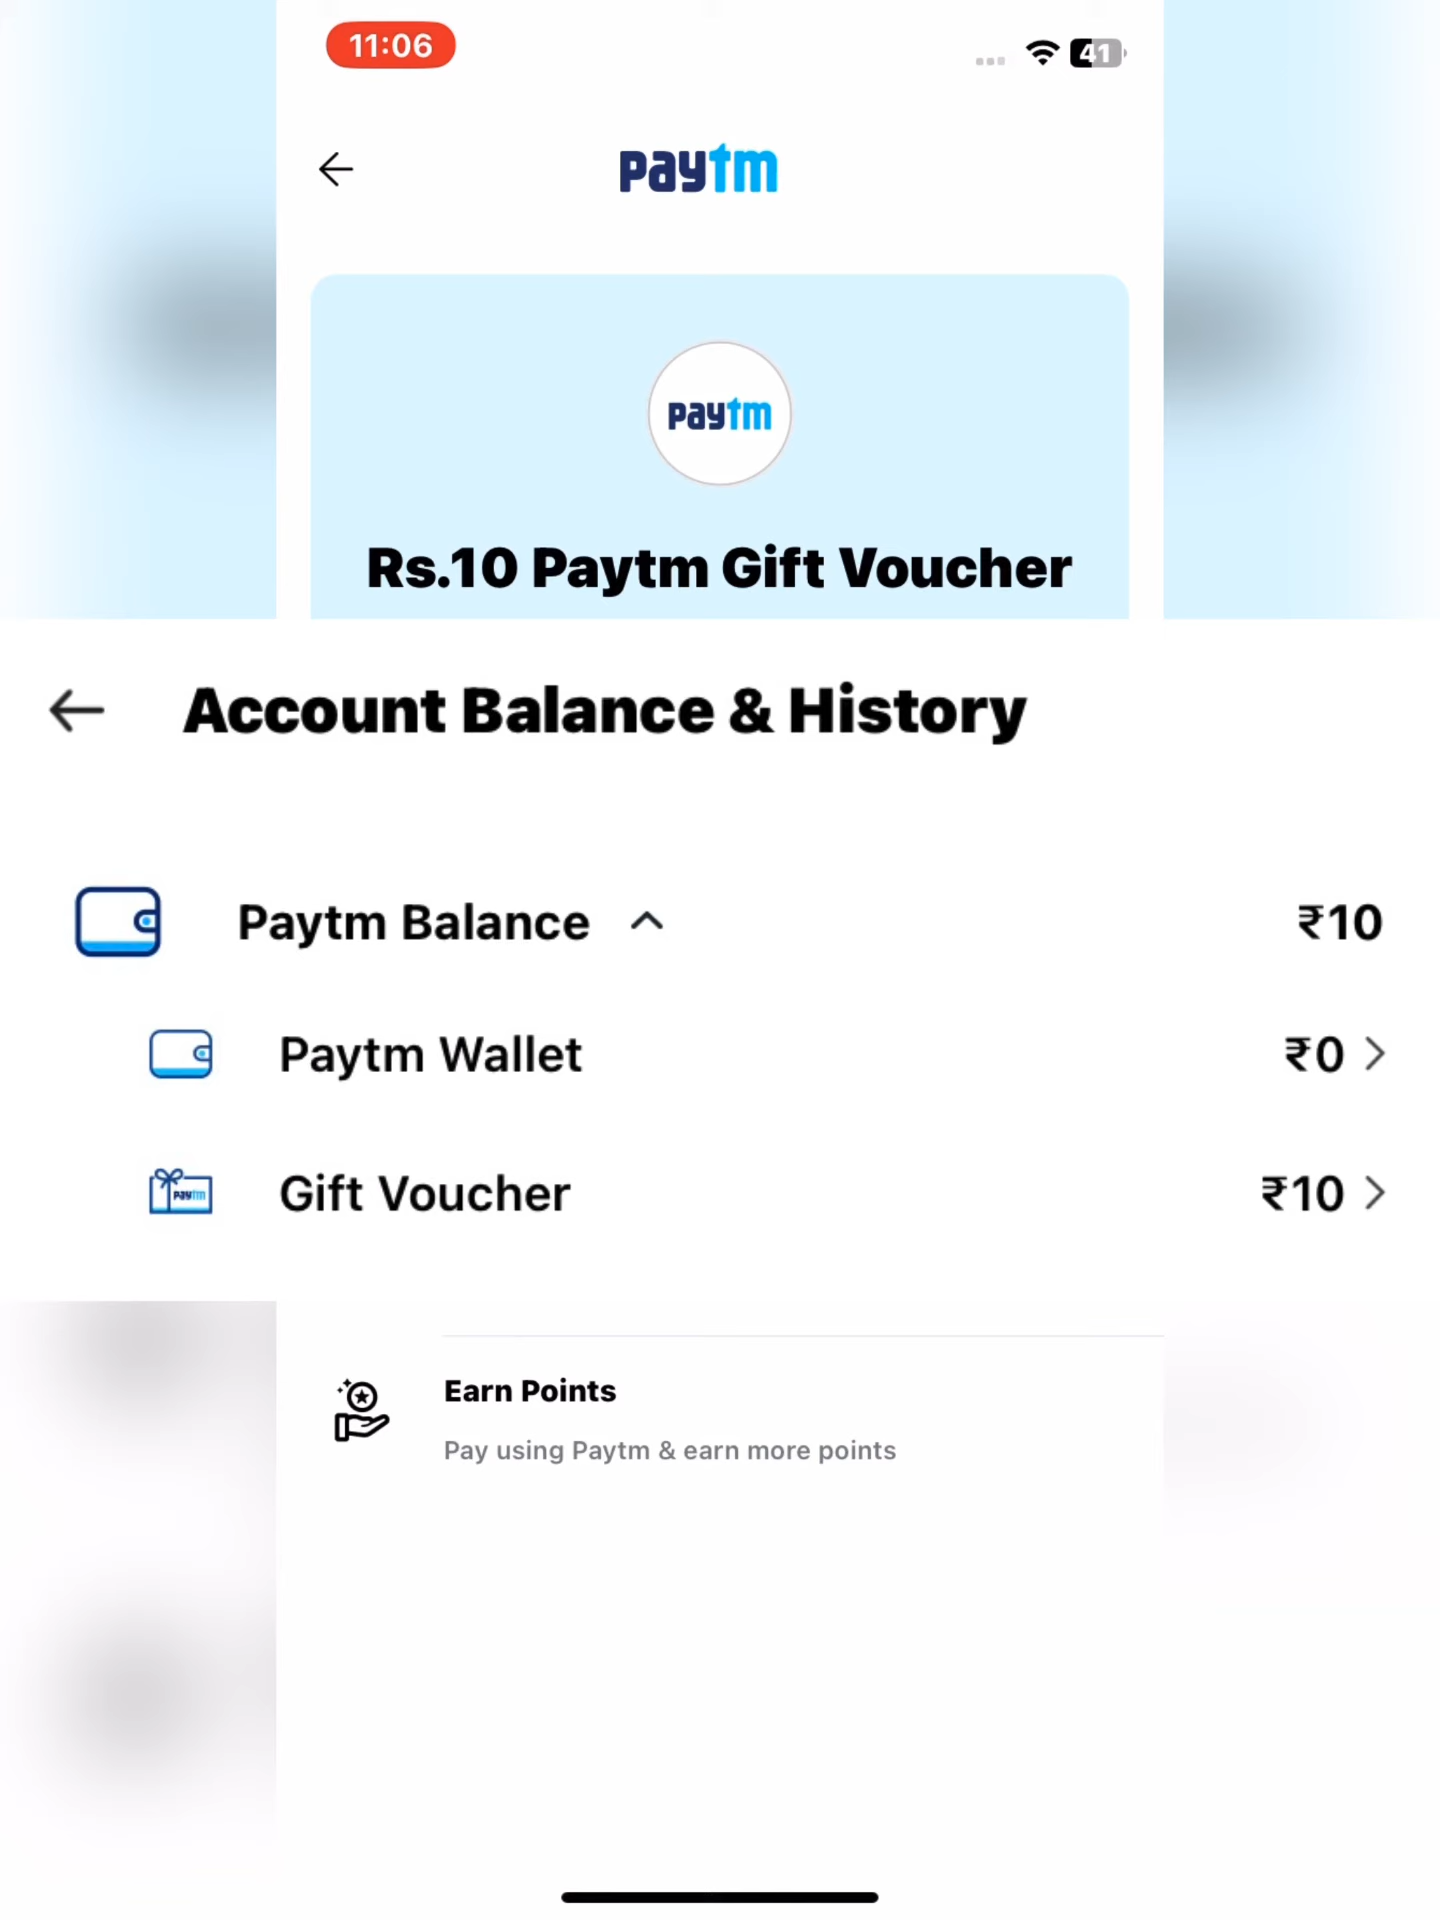 11:06
41
paytm
paytm
Rs.10 Paytm Gift Voucher
Account Balance & History
Paytm Balance ₹10
Paytm Wallet ₹0
paytm
Gift Voucher ₹10
Earn Points
Pay using Paytm & earn more points